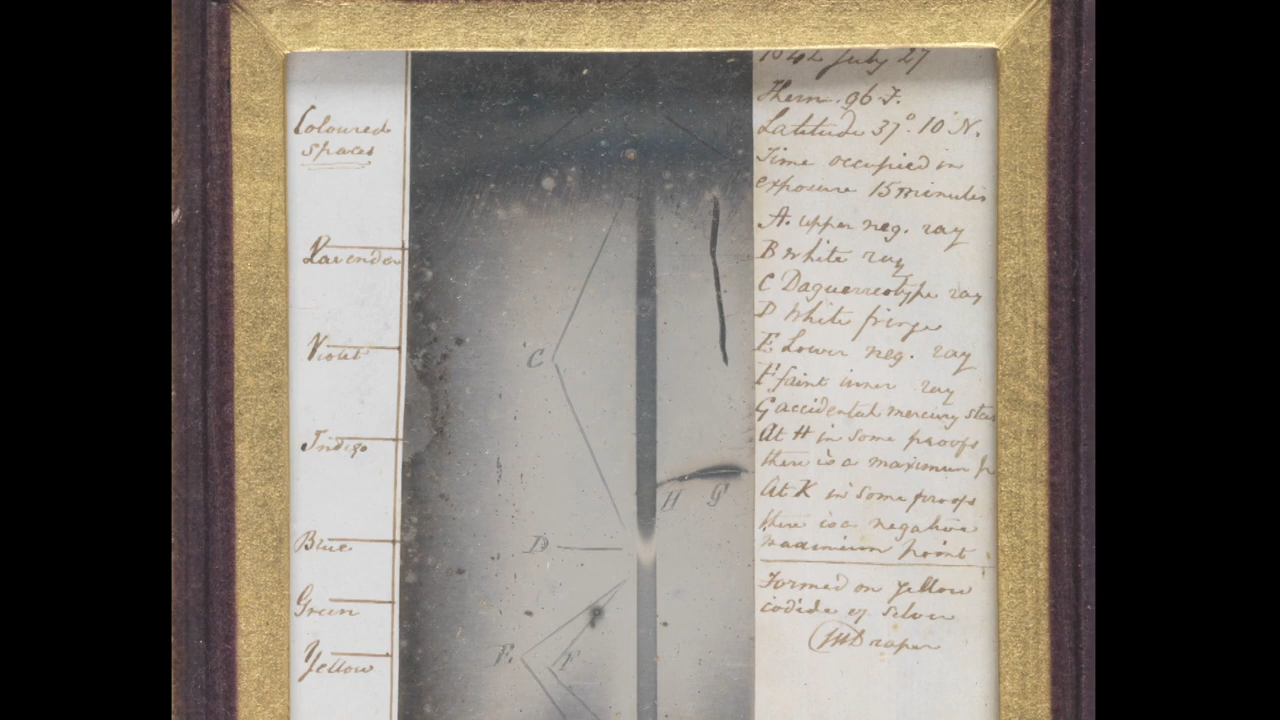 Coloured
spaces
Lavender
Violet
Indigo
Blue
Green
Yellow
C
D
E
F
H
G
1842 July 27
Therm. 96 F.
Latitude 37°. 10 N.
Time occupied in
exposure 15 minutes
A. upper neg. ray
B White ray
C Daguerreotype ray
D White fringe
E Lower neg. ray
F faint inner ray
G accidental mercury stain
At H in some proofs
there is a maximum
At K in some proofs
there is a negative
maximum point
Formed on yellow
iodide of silver
JWDraper